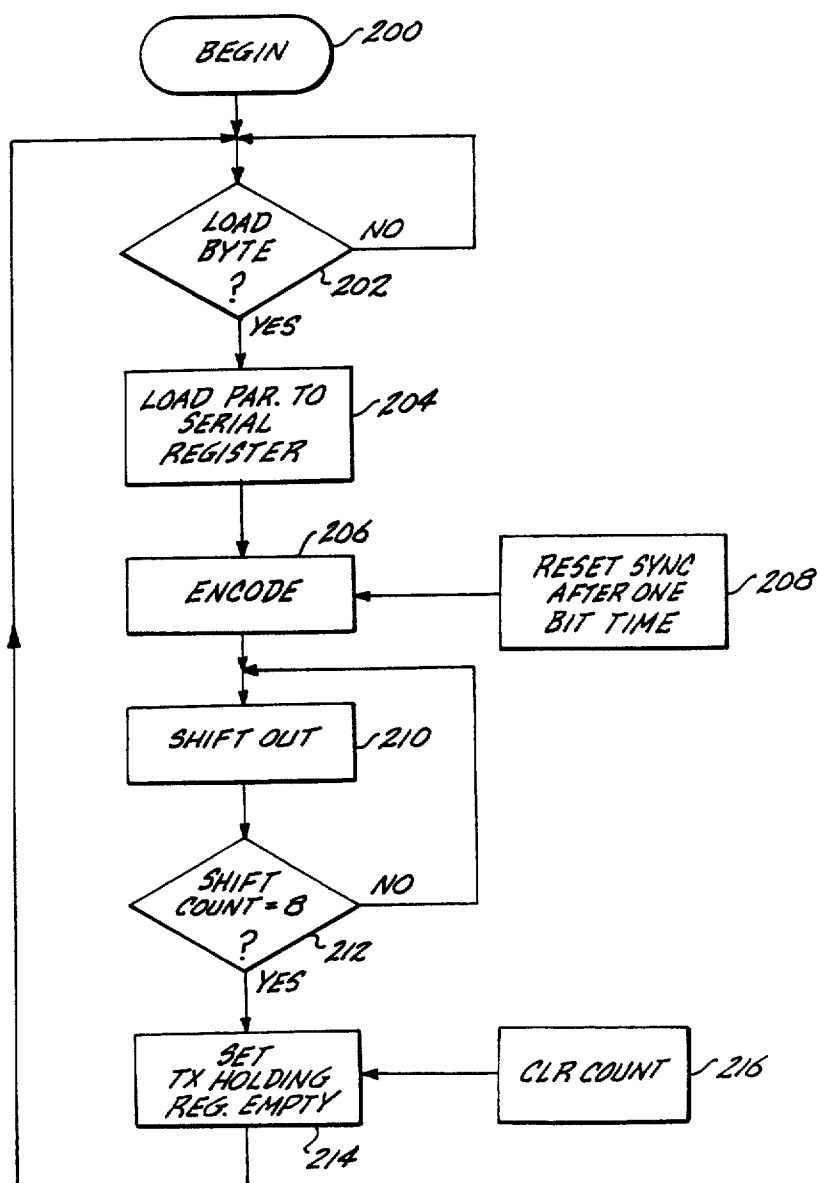 BEGIN
200
LOAD
BYTE
?
NO
202
YES
LOAD PAR. TO
SERIAL
REGISTER
204
206
ENCODE
RESET SYNC
AFTER ONE
BIT TIME
208
SHIFT OUT
210
SHIFT
COUNT = 8
?
NO
212
YES
SET
TX HOLDING
REG. EMPTY
214
CLR COUNT
216